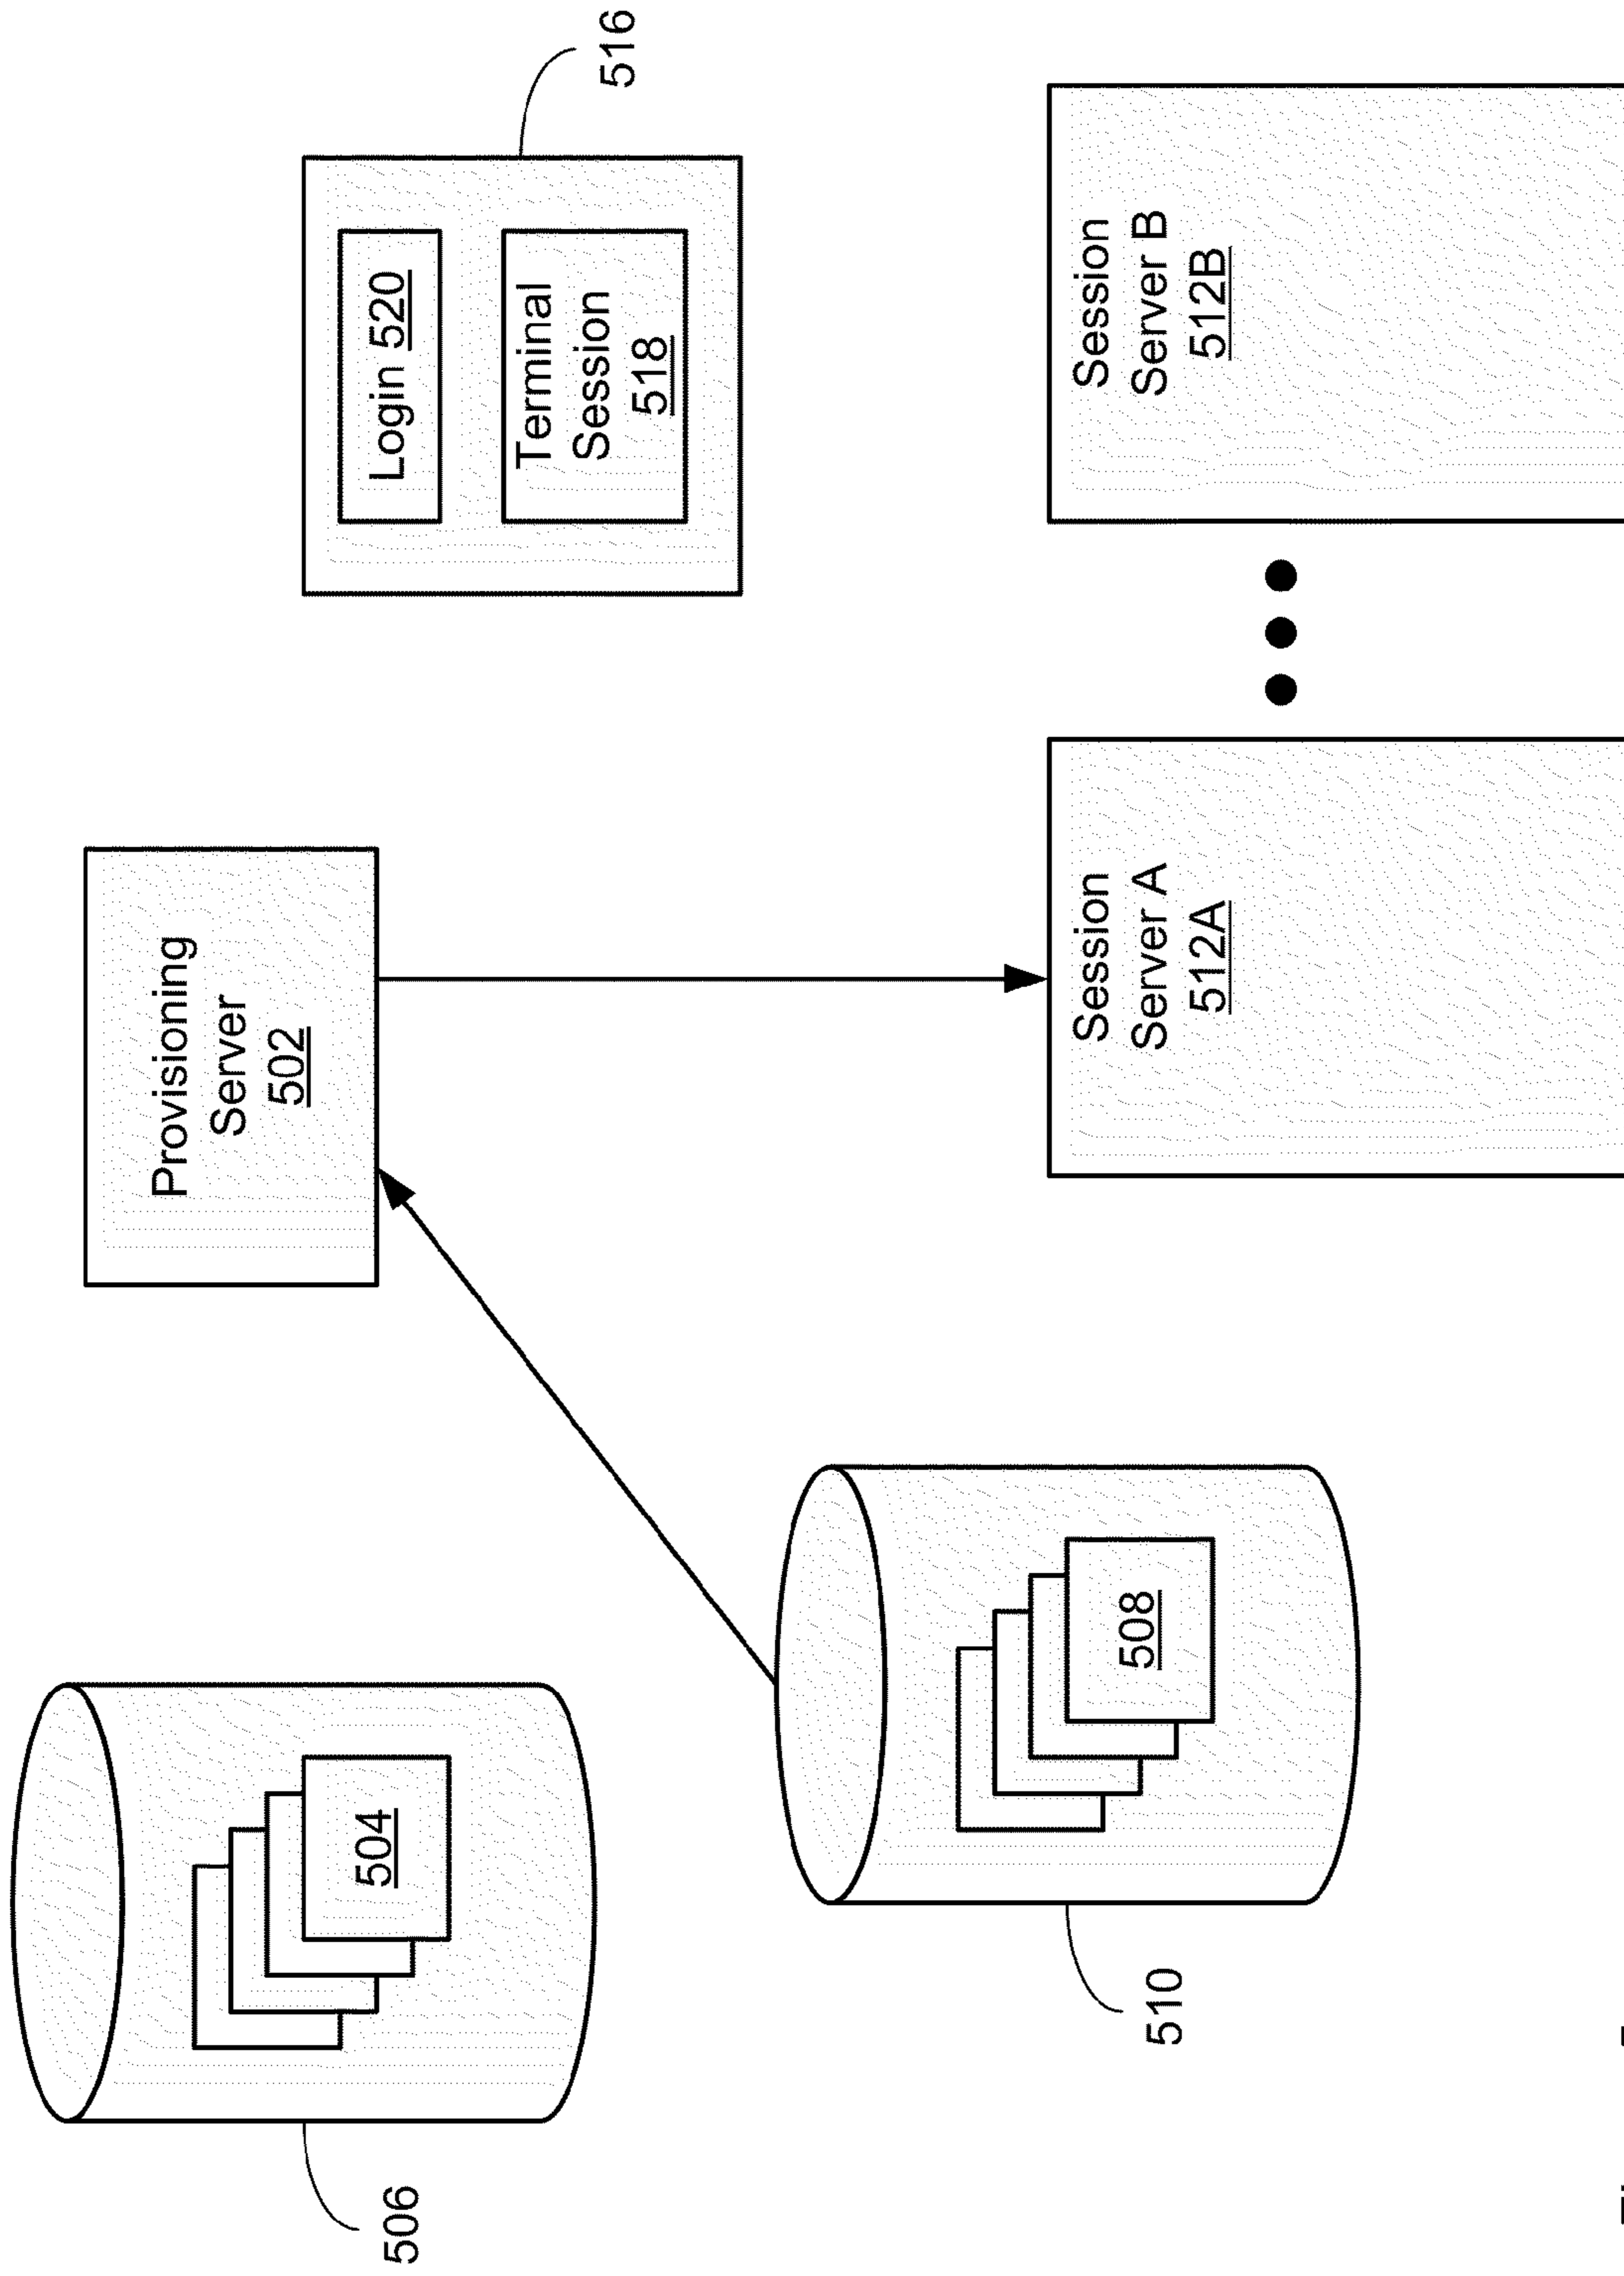 506
504
Provisioning
Server
502
516
Login 520
Terminal
Session
518
510
508
Session
Server A
512A
Session
Server B
512B